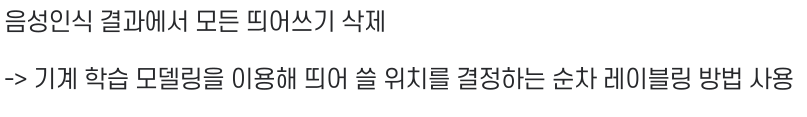 음성인식 결과에서 모든 띄어쓰기 삭제
-> 기계 학습 모델링을 이용해 띄어 쓸 위치를 결정하는 순차 레이블링 방법 사용